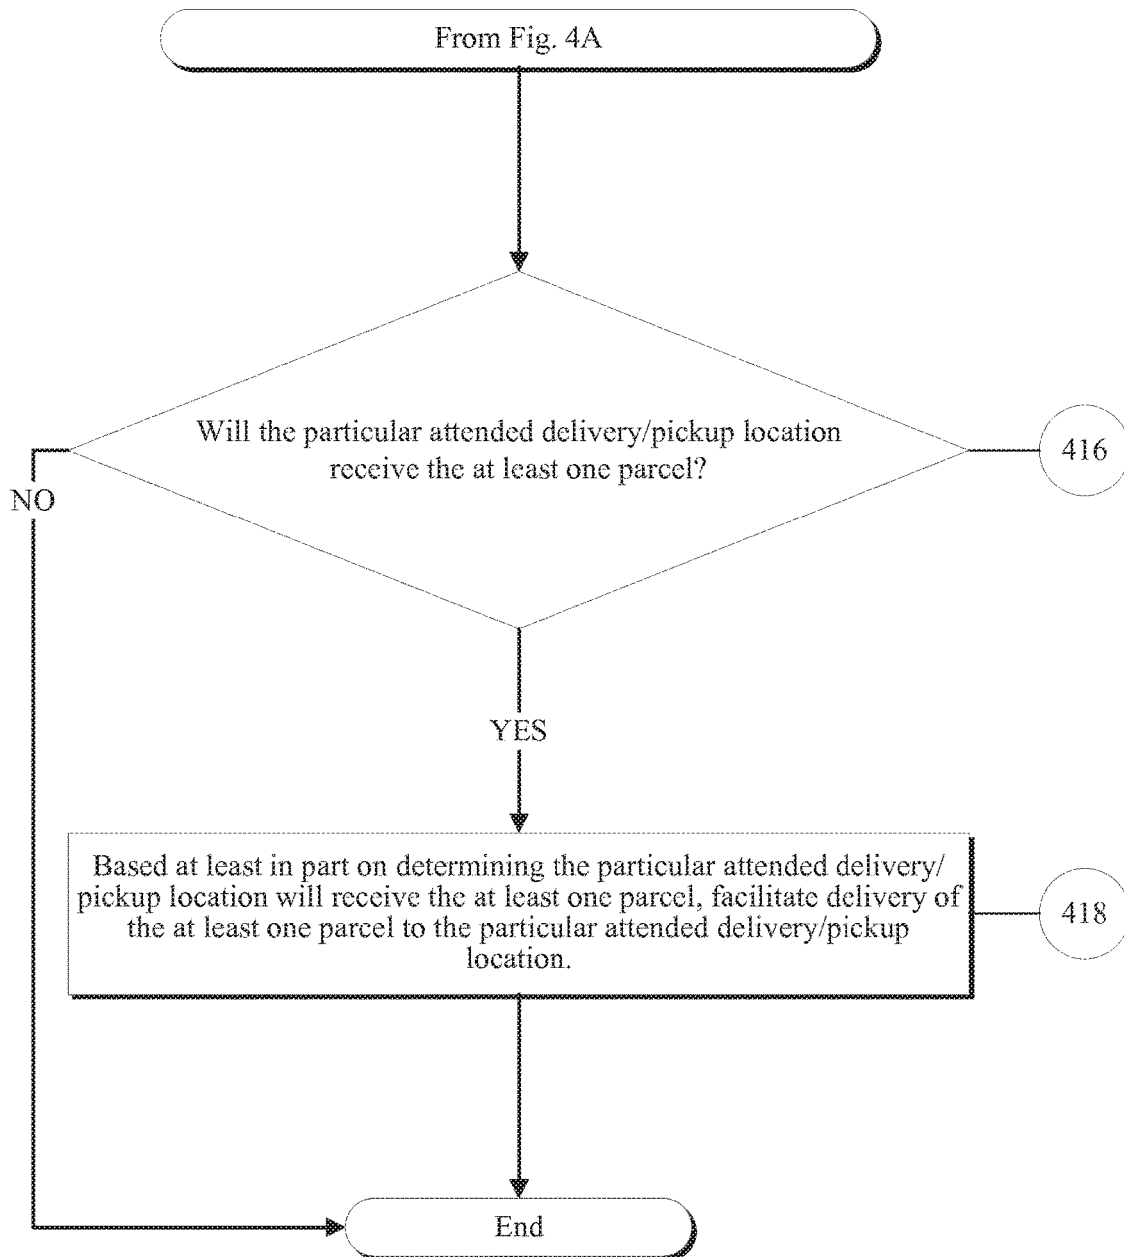 From Fig. 4A
Will the particular attended delivery/pickup location
receive the at least one parcel?
416
NO
YES
Based at least in part on determining the particular attended delivery/
pickup location will receive the at least one parcel, facilitate delivery of
the at least one parcel to the particular attended delivery/pickup
location.
418
End